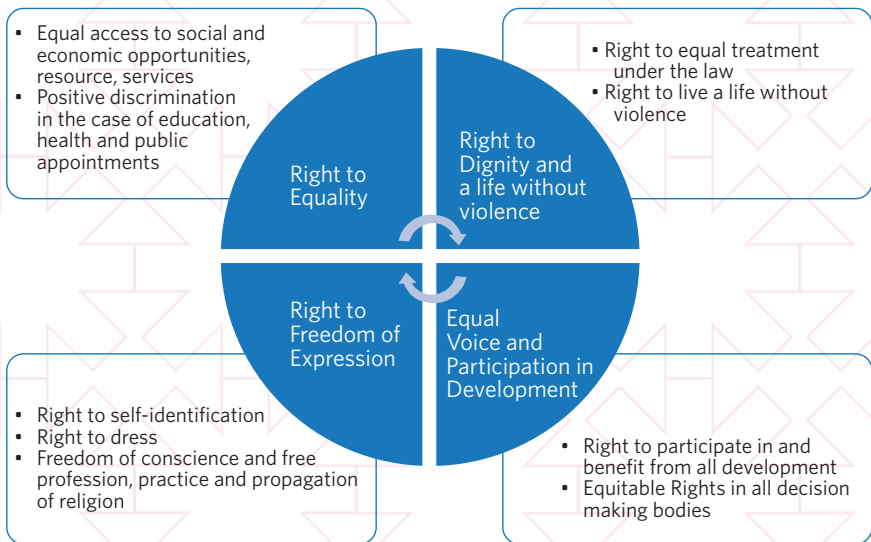 • Equal access to social and
economic opportunities,
resource, services
• Positive discrimination
in the case of education,
health and public
appointments
• Right to equal treatment
under the law
• Right to live a life without
violence
Right to
Equality
Right to
Dignity and
a life without
violence
Right to
Freedom of
Expression
Equal
Voice and
Participation in
Development
• Right to self-identification
• Right to dress
• Freedom of conscience and free
profession, practice and propagation
of religion
• Right to participate in and
benefit from all development
• Equitable Rights in all decision
making bodies